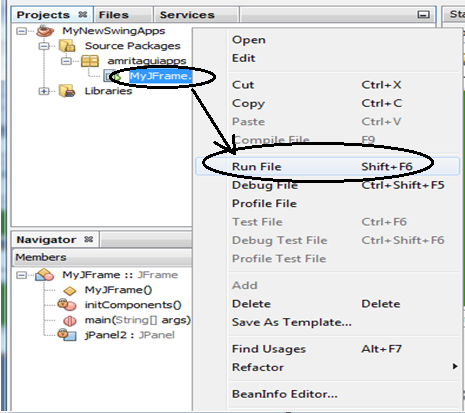 Projects Files Services
MyNewSwingApps
Source Packages
amritaguiapps
MyJFrame.
Libraries
Open
Edit
Cut Ctrl+X
Copy Ctrl+C
Paste Ctrl+V
Compile File F9
Run File Shift+F6
Debug File Ctrl+Shift+F5
Profile File
Test File Ctrl+F6
Debug Test File Ctrl+Shift+F6
Profile Test File
Add
Delete Delete
Save As Template...
Find Usages Alt+F7
Refactor
BeanInfo Editor...
Navigator
Members
MyJFrame :: JFrame
MyJFrame()
initComponents()
main(String[] args)
jPanel2 : JPanel